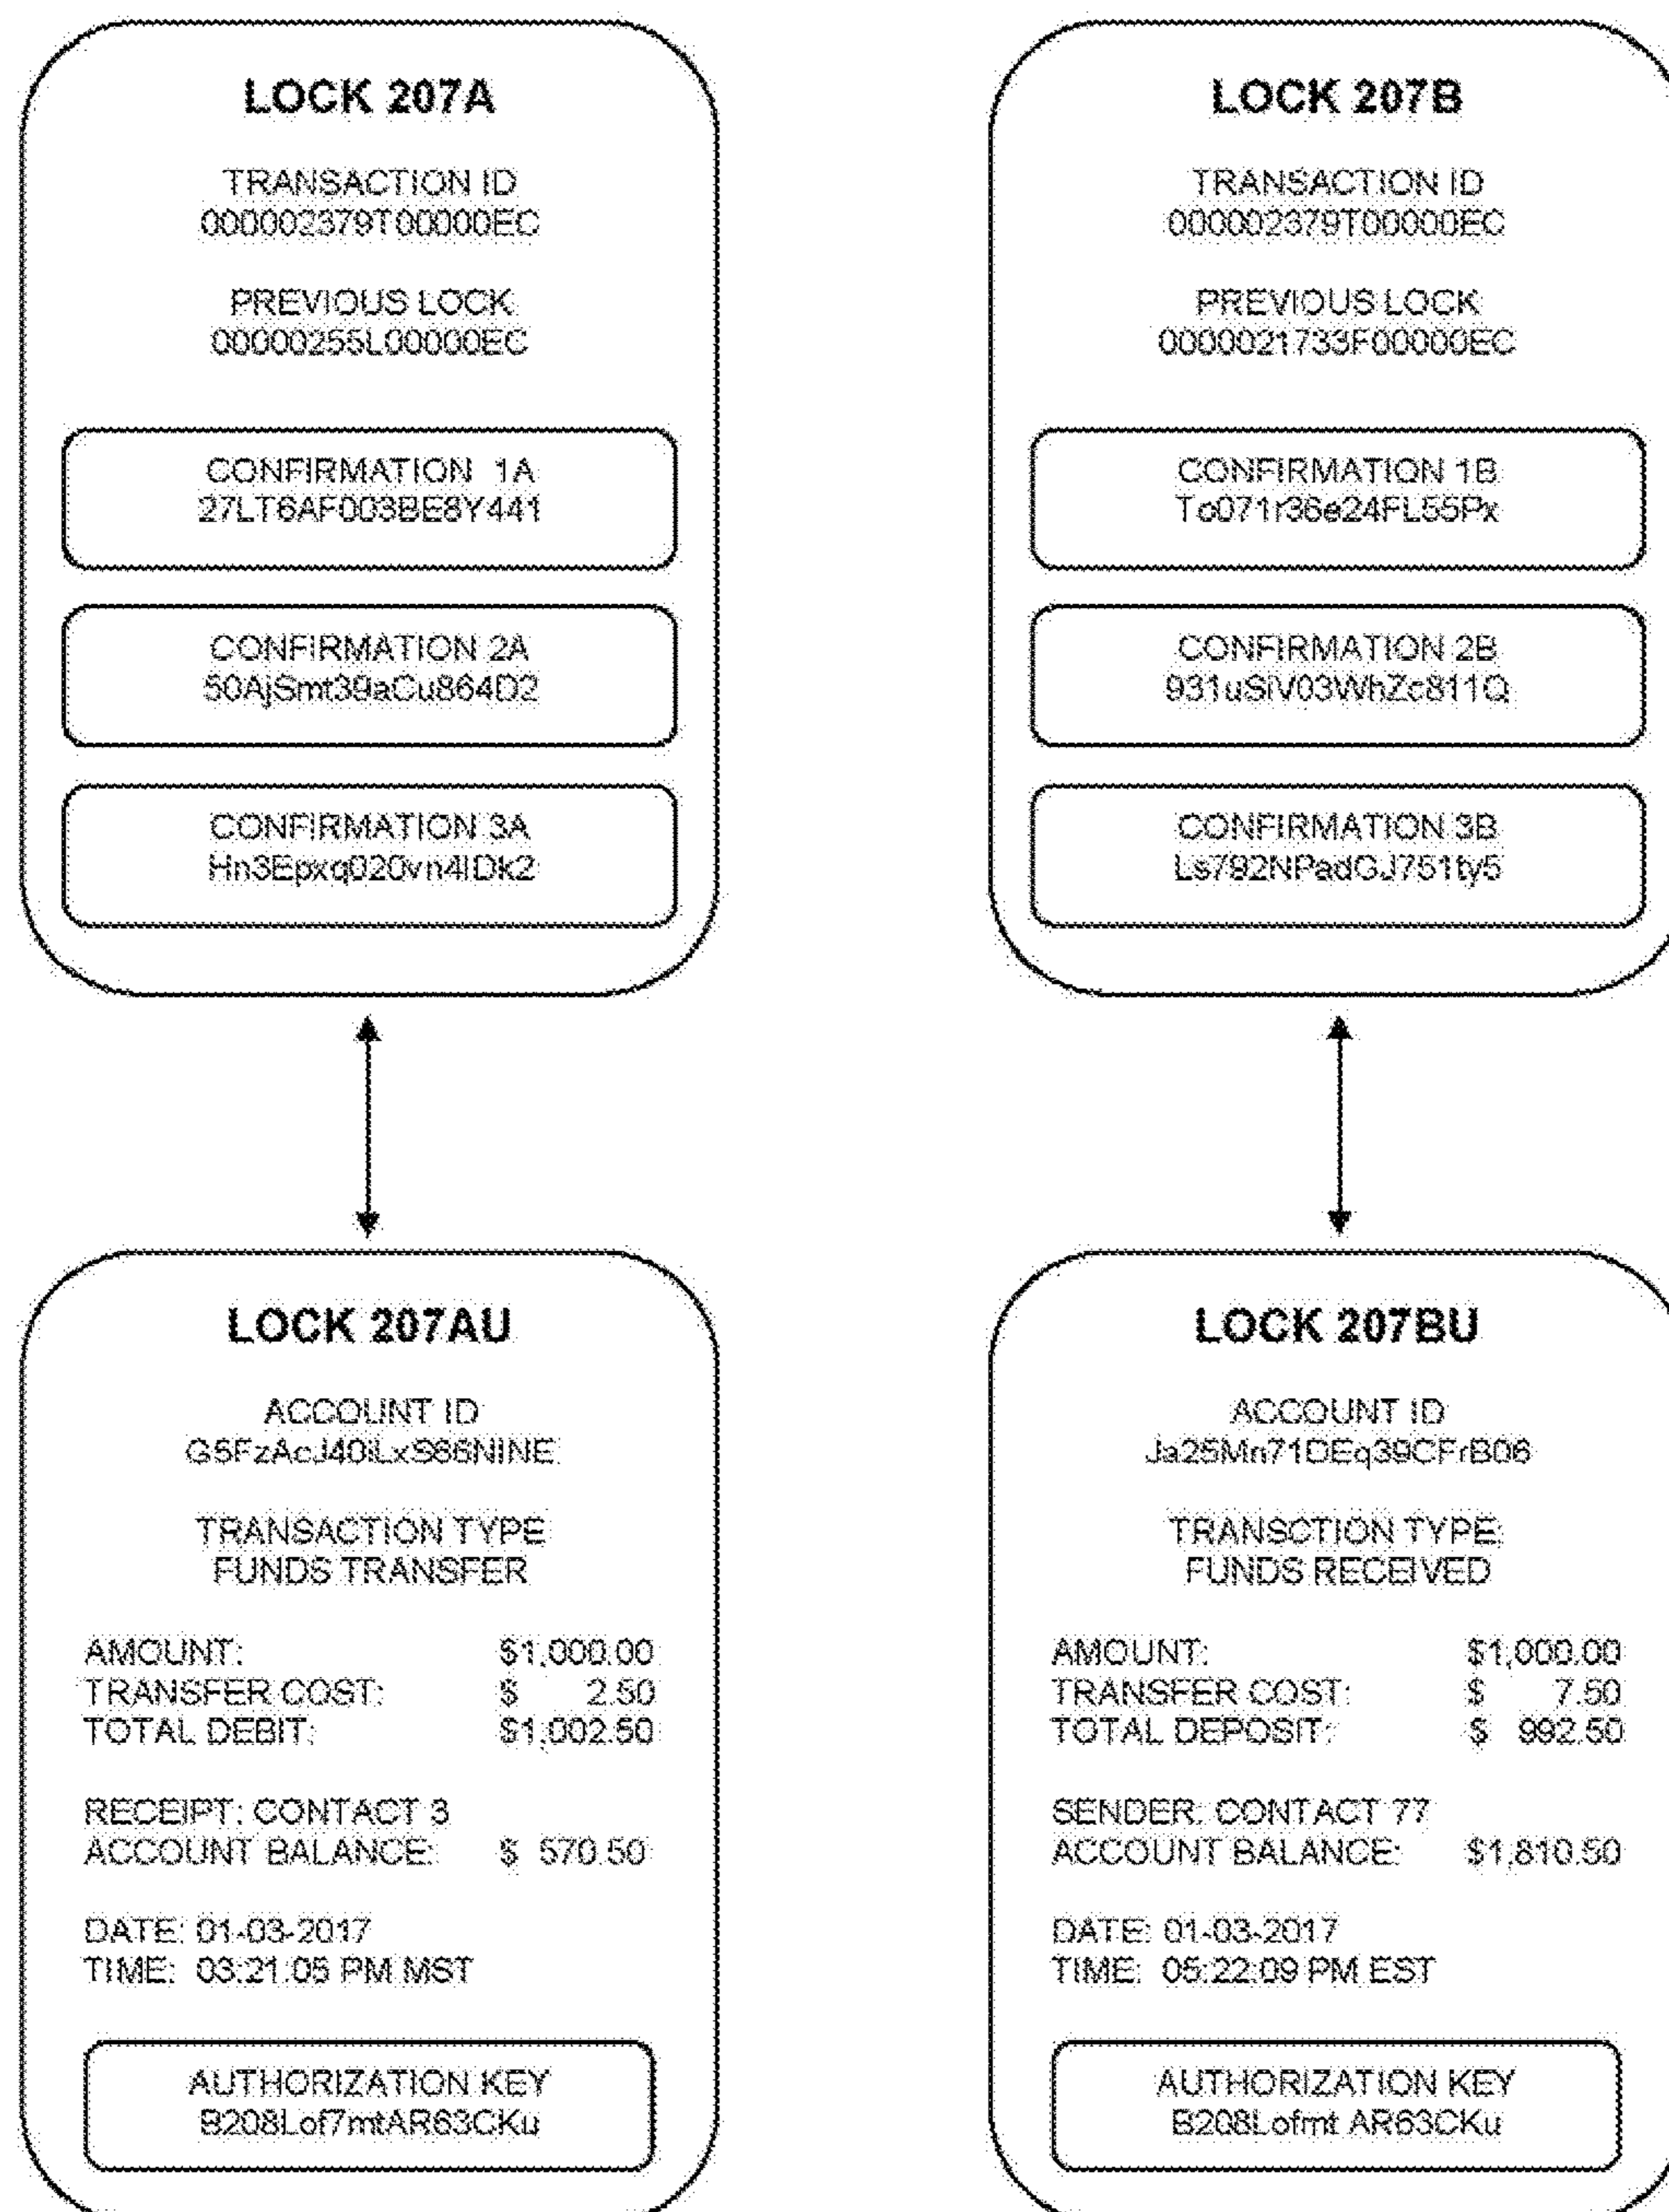 LOCK 207A
TRANSACTION ID
000002379T00000EC
PREVIOUS LOCK
00000255L00000EC
CONFIRMATION 1A
27LT6AF003BE8Y441
CONFIRMATION 2A
50AjSmt39aCu864D2
CONFIRMATION 3A
Hn3Epxq020vn4IDk2
LOCK 207B
TRANSACTION ID
000002379T00000EC
PREVIOUS LOCK
0000021733F00000EC
CONFIRMATION 1B
To071r36e24FL55Px
CONFIRMATION 2B
931uSiV03WhZc811Q
CONFIRMATION 3B
Ls792NPadGJ751ty5
LOCK 207AU
ACCOUNT ID
G5FzAcJ40iLxS86NINE
TRANSACTION TYPE
FUNDS TRANSFER
AMOUNT: $1,000.00
TRANSFER COST: $ 2.50
TOTAL DEBIT: $1,002.50
RECEIPT: CONTACT 3
ACCOUNT BALANCE: $ 570.50
DATE: 01-03-2017
TIME: 03:21:05 PM MST
AUTHORIZATION KEY
B208Lof7mtAR63CKu
LOCK 207BU
ACCOUNT ID
Ja25Mn71DEq39CFrB06
TRANSCTION TYPE:
FUNDS RECEIVED
AMOUNT: $1,000.00
TRANSFER COST: $ 7.50
TOTAL DEPOSIT: $ 992.50
SENDER: CONTACT 77
ACCOUNT BALANCE: $1,810.50
DATE: 01-03-2017
TIME: 05:22:09 PM EST
AUTHORIZATION KEY
B208Lofmt AR63CKu